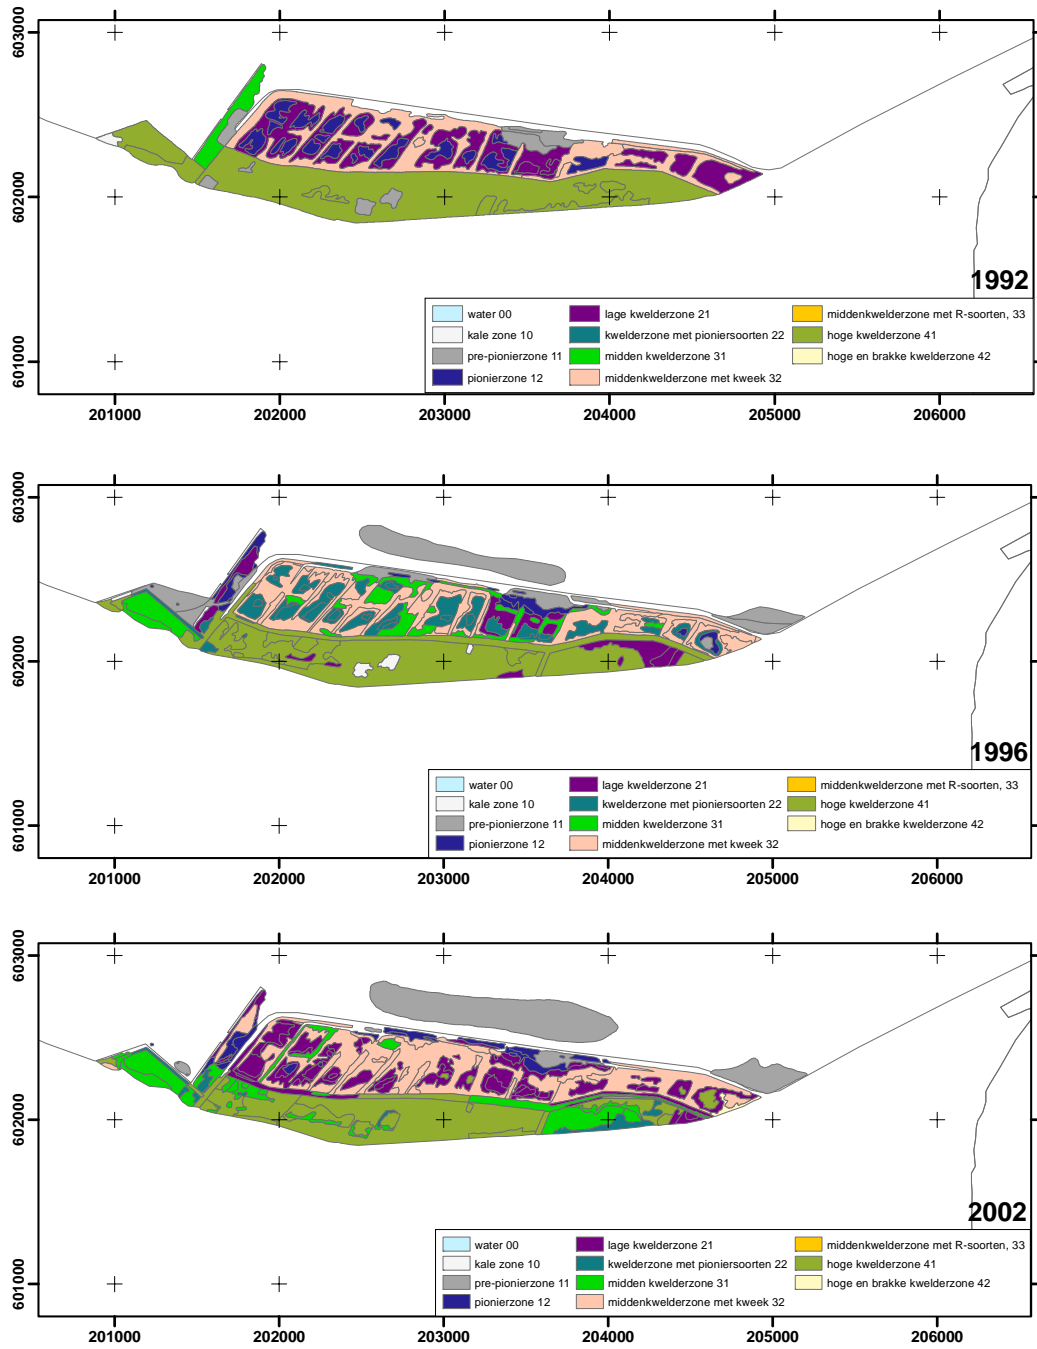 603000
602000
601000
1992
water 00
kale zone 10
pre-pionierzone 11
pionierzone 12
lage kwelderzone 21
kwelderzone met pioniersoorten 22
midden kwelderzone 31
middenkwelderzone met kweek 32
middenkwelderzone met R-soorten, 33
hoge kwelderzone 41
hoge en brakke kwelderzone 42
201000 202000 203000 204000 205000 206000
603000
602000
601000
1996
water 00
kale zone 10
pre-pionierzone 11
pionierzone 12
lage kwelderzone 21
kwelderzone met pioniersoorten 22
midden kwelderzone 31
middenkwelderzone met kweek 32
middenkwelderzone met R-soorten, 33
hoge kwelderzone 41
hoge en brakke kwelderzone 42
201000 202000 203000 204000 205000 206000
603000
602000
601000
2002
water 00
kale zone 10
pre-pionierzone 11
pionierzone 12
lage kwelderzone 21
kwelderzone met pioniersoorten 22
midden kwelderzone 31
middenkwelderzone met kweek 32
middenkwelderzone met R-soorten, 33
hoge kwelderzone 41
hoge en brakke kwelderzone 42
201000 202000 203000 204000 205000 206000